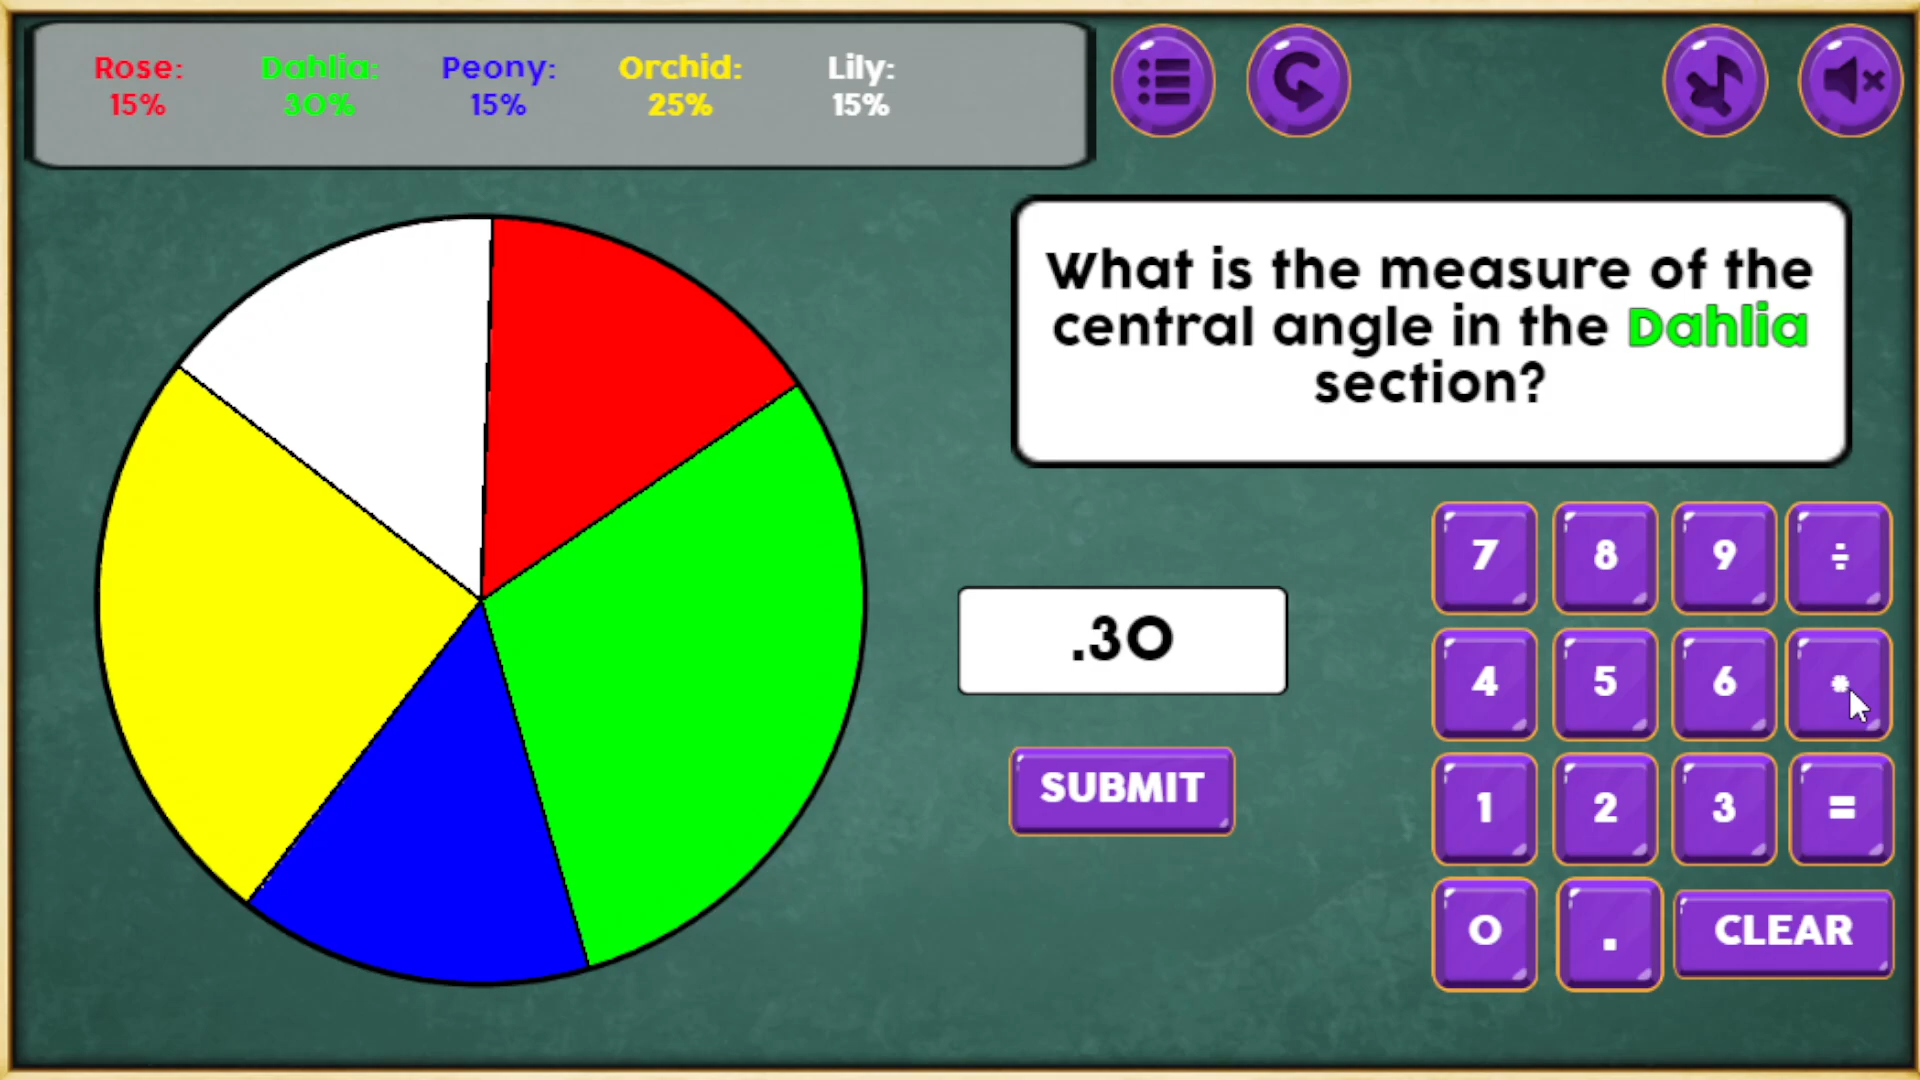 Rose: Dahlia: Peony: Orchid: Lily:
15% 30% 15% 25% 15%
What is the measure of the
central angle in the Dahlia
section?
7 8 9 ÷
.30
4 5 6 *
SUBMIT
1 2 3 =
0 . CLEAR